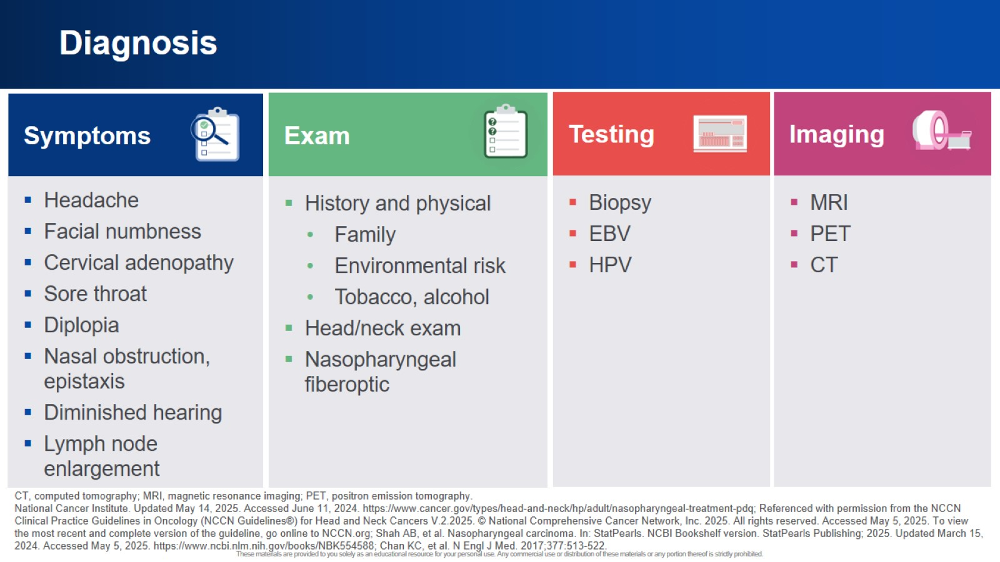 Diagnosis
Symptoms
Headache
Facial numbness
Cervical adenopathy
Sore throat
Diplopia
Nasal obstruction,
epistaxis
Diminished hearing
Lymph node
enlargement
Exam
History and physical
Family
Environmental risk
Tobacco, alcohol
Head/neck exam
Nasopharyngeal
fiberoptic
Testing
Biopsy
EBV
HPV
Imaging
MRI
PET
CT
CT, computed tomography; MRI, magnetic resonance imaging; PET, positron emission tomography.
National Cancer Institute. Updated May 14, 2025. Accessed June 11, 2024. https://www.cancer.gov/types/head-and-neck/hp/adult/nasopharyngeal-treatment-pdq; Referenced with permission from the NCCN
Clinical Practice Guidelines in Oncology (NCCN Guidelines®) for Head and Neck Cancers V.2.2025. © National Comprehensive Cancer Network, Inc. 2025. All rights reserved. Accessed May 5, 2025. To view
the most recent and complete version of the guideline, go online to NCCN.org; Shah AB, et al. Nasopharyngeal carcinoma. In: StatPearls. NCBI Bookshelf version. StatPearls Publishing; 2025. Updated March 15,
2024. Accessed May 5, 2025. https://www.ncbi.nlm.nih.gov/books/NBK554588; Chan KC, et al. N Engl J Med. 2017;377:513-522.
These materials are provided to you solely as an educational resource for your personal use. Any commercial use or distribution of these materials or any portion thereof is strictly prohibited.